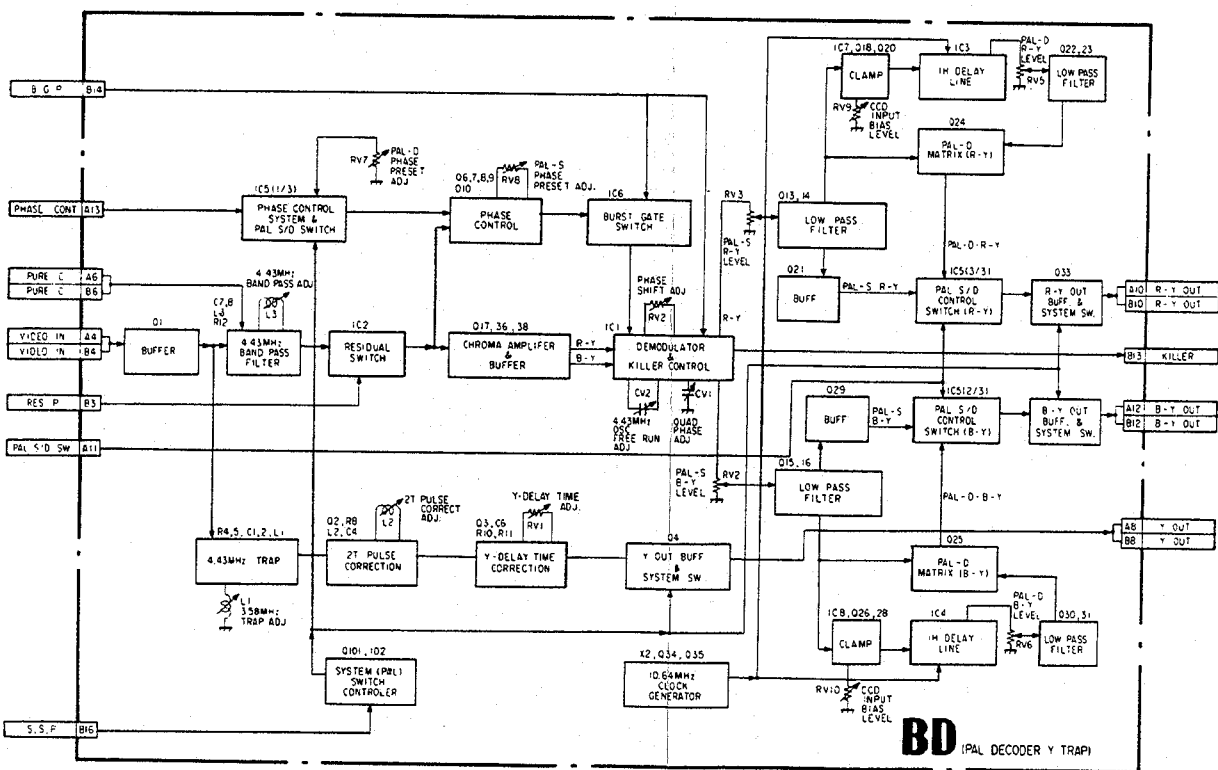 B G P B14
PHASE CONT A13
PURE C A6
PURE C B6
VIDEO IN A4
VIDEO IN B4
RES P B3
PAL S/D SW A11
S.S.P B16
Q1
BUFFER
C7,8
L3
R12
4.43MHz
BAND PASS ADJ
L3
4.43MHz
BAND PASS
FILTER
IC5(1/3)
PHASE CONTROL
SYSTEM &
PAL S/D SWITCH
RV7
PAL-D
PHASE
PRESET
ADJ
IC2
RESIDUAL
SWITCH
Q6,7,8,9
Q10
RV8
PAL-S
PHASE
PRESET ADJ.
PHASE
CONTROL
IC6
BURST GATE
SWITCH
Q17, 36, 38
CHROMA AMPLIFER
&
BUFFER
R-Y
B-Y
PHASE
SHIFT ADJ
RV2
IC1
DEMODULATOR
&
KILLER CONTROL
CV2
4.43MHz
OSC
FREE RUN
ADJ
CV1
QUAD
PHASE
ADJ
R-Y
RV3
PAL-S
R-Y
LEVEL
PAL-S
B-Y
LEVEL
RV2
Q13, 14
LOW PASS
FILTER
Q21
BUFF
PAL-S R-Y
IC7, Q18, Q20
CLAMP
RV9
CCD
INPUT
BIAS
LEVEL
IC3
1H DELAY
LINE
PAL-D
R-Y
LEVEL
RV5
Q22,23
LOW PASS
FILTER
Q24
PAL-D
MATRIX (R-Y)
PAL-D-R-Y
IC5(3/3)
PAL S/D
CONTROL
SWITCH (R-Y)
Q33
R-Y OUT
BUFF. &
SYSTEM SW.
A10 R-Y OUT
B10 R-Y OUT
B13 KILLER
Q29
BUFF
PAL-S
B-Y
IC5(2/3)
PAL S/D
CONTROL
SWITCH (B-Y)
B-Y OUT
BUFF. &
SYSTEM SW.
A12 B-Y OUT
B12 B-Y OUT
Q15, 16
LOW PASS
FILTER
PAL-D-B-Y
A8 Y OUT
B8 Y OUT
Q25
PAL-D
MATRIX (B-Y)
PAL-D
B-Y
LEVEL
RV6
IC8, Q26, 28
CLAMP
RV10
CCD
INPUT
BIAS
LEVEL
IC4
1H DELAY
LINE
Q30, 31
LOW PASS
FILTER
R4,5, C1,2, L1
4.43MHz TRAP
L1
3.58MHz
TRAP ADJ
Q2, R8
L2, C4
2T PULSE
CORRECT
ADJ.
L2
2T PULSE
CORRECTION
Q3, C6
R10, R11
Y-DELAY TIME
ADJ.
RV1
Y-DELAY TIME
CORRECTION
Q4
Y OUT BUFF
&
SYSTEM SW.
Q101, 102
SYSTEM (PAL)
SWITCH
CONTROLER
X2, Q34, Q35
10.64MHz
CLOCK
GENERATOR
BD (PAL DECODER Y TRAP)